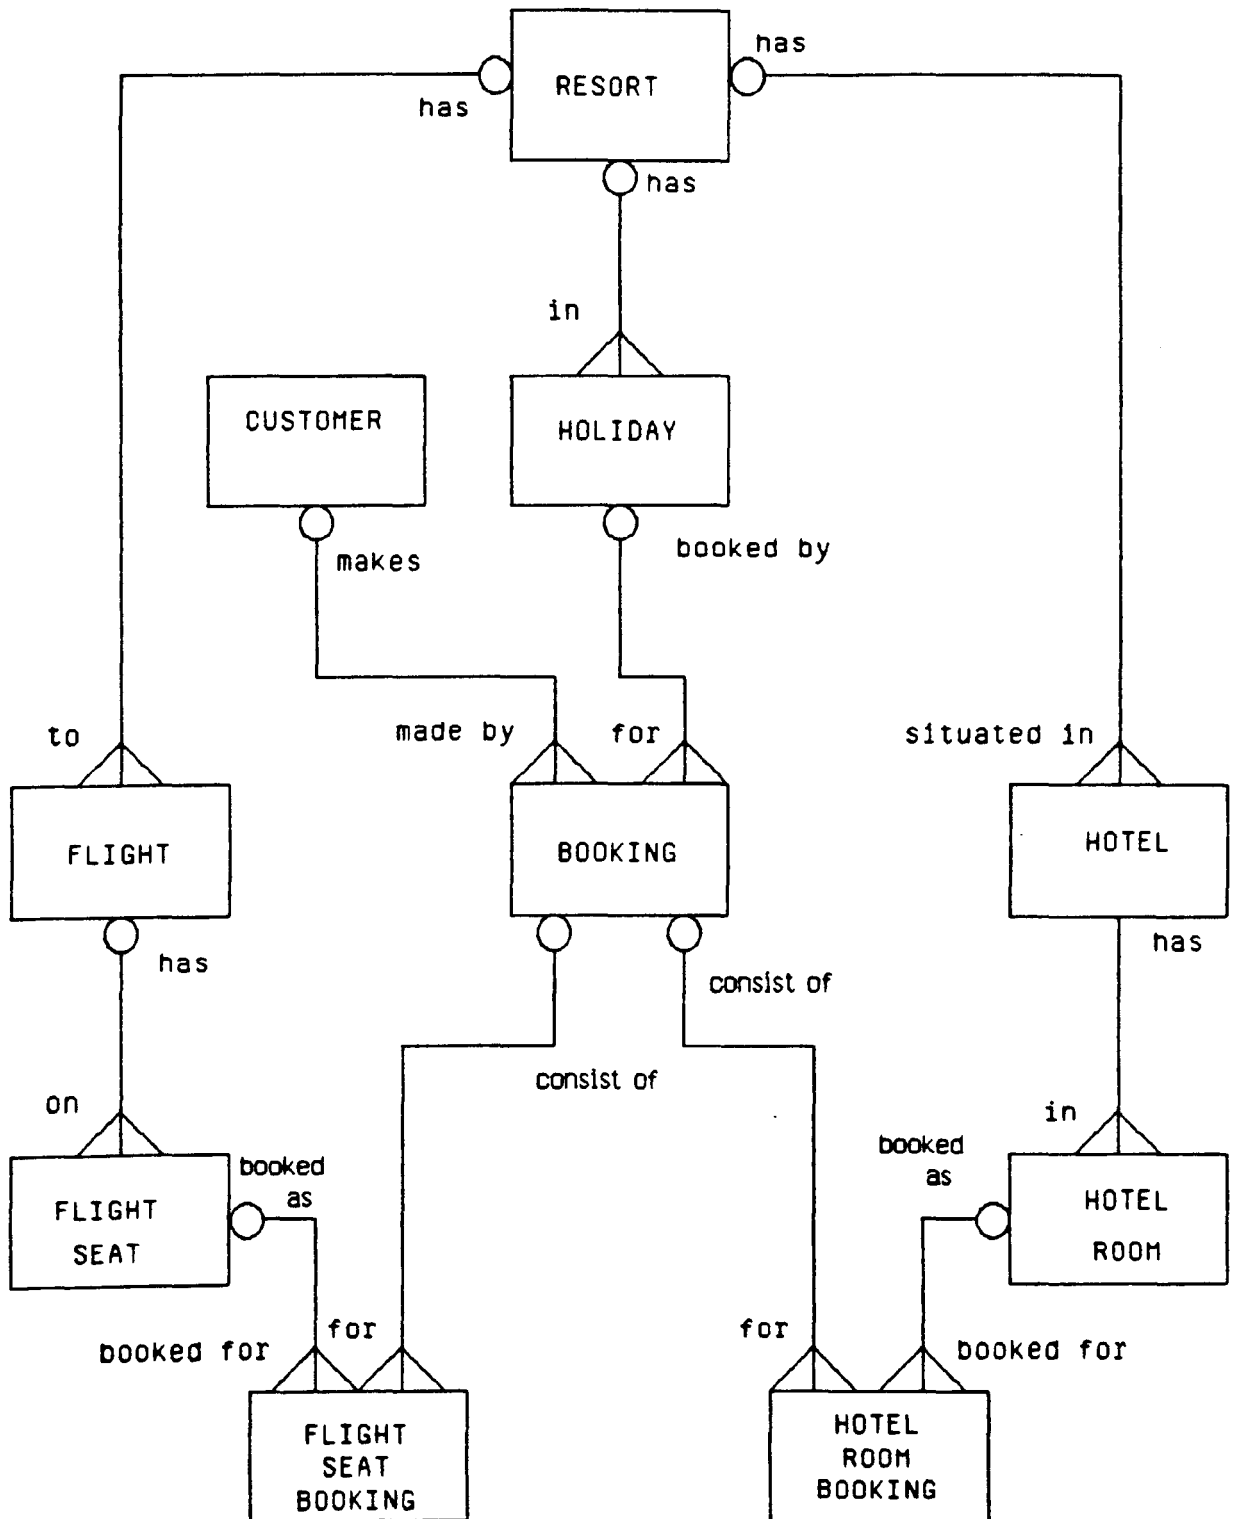 has
RESORT
has
has
in
CUSTOMER
HOLIDAY
booked by
makes
made by
for
to
situated in
FLIGHT
BOOKING
HOTEL
has
has
consist of
consist of
on
in
booked
as
booked
as
FLIGHT
SEAT
HOTEL
ROOM
booked for
for
for
booked for
FLIGHT
SEAT
BOOKING
HOTEL
ROOM
BOOKING